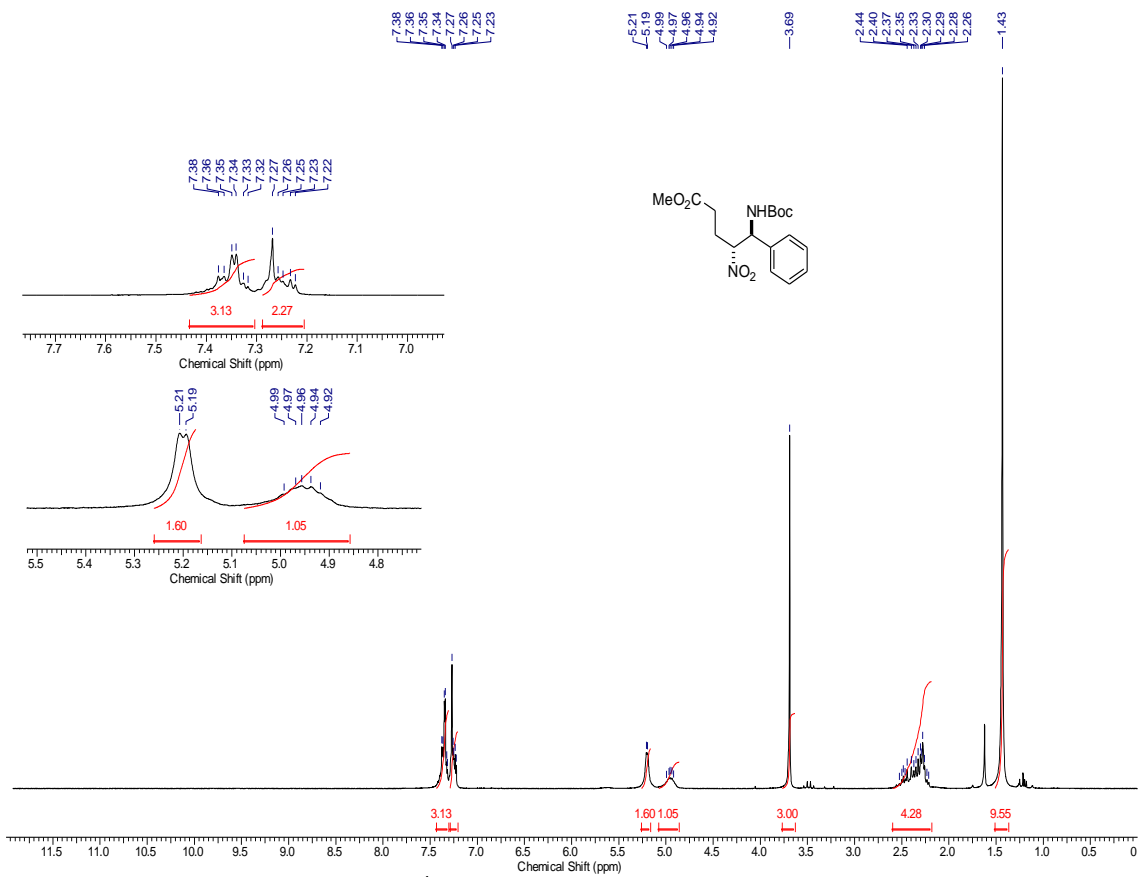 7.38 7.36 7.35 7.34 7.27 7.26 7.25 7.23 5.21 5.19 4.99 4.97 4.96 4.94 4.92 3.69 2.44 2.40 2.37 2.35 2.33 2.30 2.29 2.28 2.26 1.43
7.38 7.36 7.35 7.34 7.33 7.32 7.27 7.26 7.25 7.23 7.22
3.13 2.27
7.7 7.6 7.5 7.4 7.3 7.2 7.1 7.0
Chemical Shift (ppm)
MeO2C NHBoc
NO2
5.21 5.19 4.99 4.97 4.96 4.94 4.92
1.60 1.05
5.5 5.4 5.3 5.2 5.1 5.0 4.9 4.8
Chemical Shift (ppm)
3.13 1.60 1.05 3.00 4.28 9.55
11.5 11.0 10.5 10.0 9.5 9.0 8.5 8.0 7.5 7.0 6.5 6.0 5.5 5.0 4.5 4.0 3.5 3.0 2.5 2.0 1.5 1.0 0.5 0
Chemical Shift (ppm)